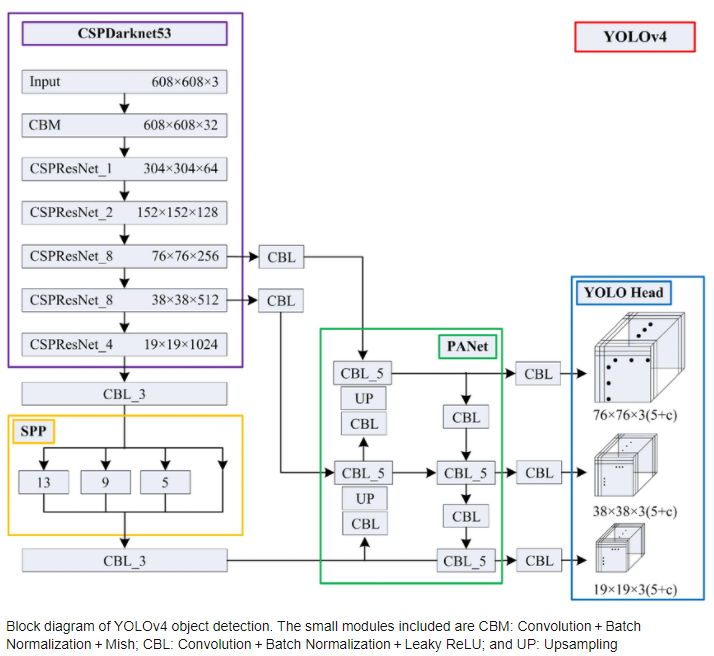 CSPDarknet53
YOLOv4
Input 608×608×3
CBM 608×608×32
CSPResNet_1 304×304×64
CSPResNet_2 152×152×128
CSPResNet_8 76×76×256
CBL
CSPResNet_8 38×38×512
CBL
CSPResNet_4 19×19×1024
CBL_3
SPP
13 9 5
CBL_3
PANet
CBL_5
UP
CBL
CBL
CBL_5
CBL_5
UP
CBL
CBL
CBL_5
CBL
CBL
CBL
YOLO Head
76×76×3(5+c)
38×38×3(5+c)
19×19×3(5+c)
Block diagram of YOLOv4 object detection. The small modules included are CBM: Convolution + Batch
Normalization + Mish; CBL: Convolution + Batch Normalization + Leaky ReLU; and UP: Upsampling